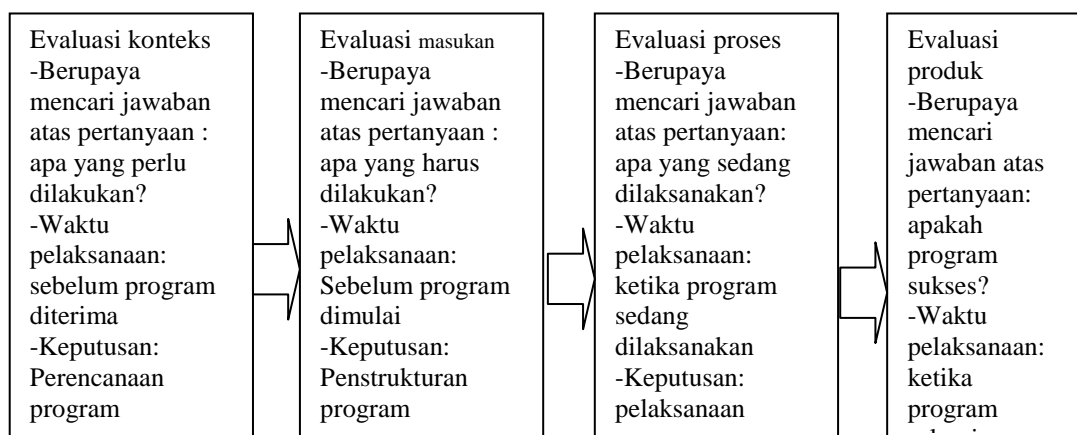 Evaluasi konteks
-Berupaya
mencari jawaban
atas pertanyaan :
apa yang perlu
dilakukan?
-Waktu
pelaksanaan:
sebelum program
diterima
-Keputusan:
Perencanaan
program
Evaluasi masukan
-Berupaya
mencari jawaban
atas pertanyaan :
apa yang harus
dilakukan?
-Waktu
pelaksanaan:
Sebelum program
dimulai
-Keputusan:
Penstrukturan
program
Evaluasi proses
-Berupaya
mencari jawaban
atas pertanyaan:
apa yang sedang
dilaksanakan?
-Waktu
pelaksanaan:
ketika program
sedang
dilaksanakan
-Keputusan:
pelaksanaan
Evaluasi
produk
-Berupaya
mencari
jawaban atas
pertanyaan:
apakah
program
sukses?
-Waktu
pelaksanaan:
ketika
program